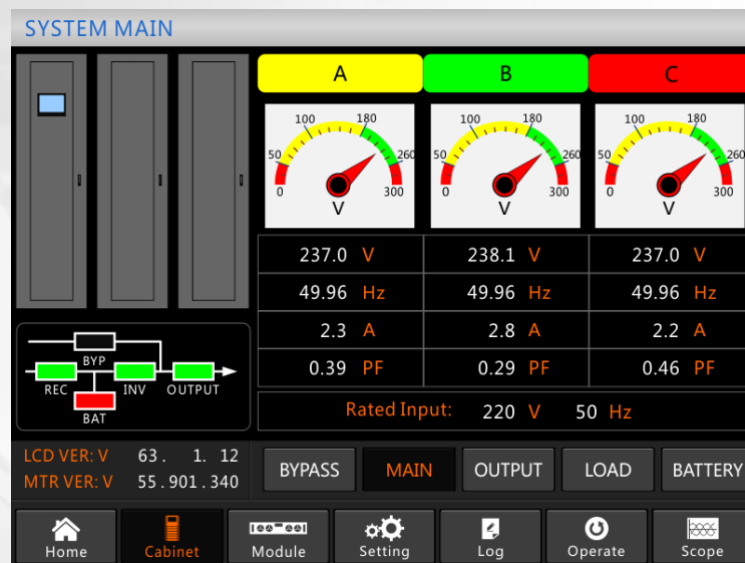 SYSTEM MAIN
A B C
100 180 100 180 100 180
50 260 50 260 50 260
0 300 0 300 0 300
V V V
237.0 V 238.1 V 237.0 V
49.96 Hz 49.96 Hz 49.96 Hz
2.3 A 2.8 A 2.2 A
0.39 PF 0.29 PF 0.46 PF
Rated Input: 220 V 50 Hz
BYP
REC INV OUTPUT
BAT
LCD VER: V 63. 1. 12
MTR VER: V 55.901.340
BYPASS MAIN OUTPUT LOAD BATTERY
Home Cabinet Module Setting Log Operate Scope